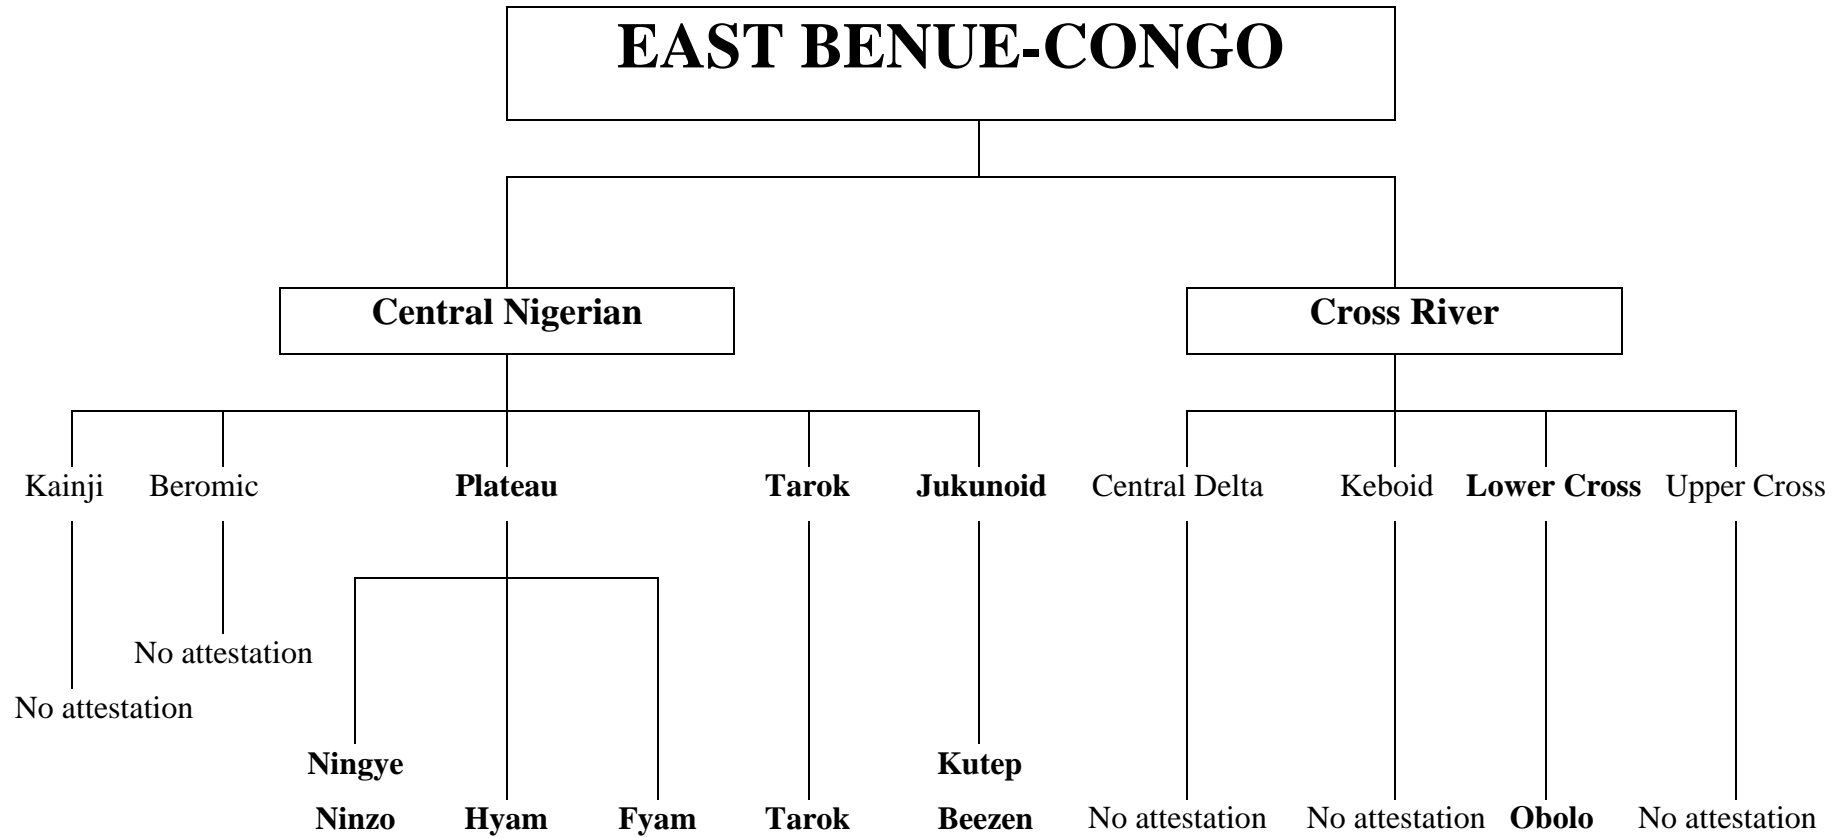 EAST BENUE-CONGO
Central Nigerian
Cross River
Kainji
Beromic
Plateau
Tarok
Jukunoid
Central Delta
Keboid
Lower Cross
Upper Cross
No attestation
No attestation
Ningye
Kutep
Ninzo
Hyam
Fyam
Tarok
Beezen
No attestation
No attestation
Obolo
No attestation